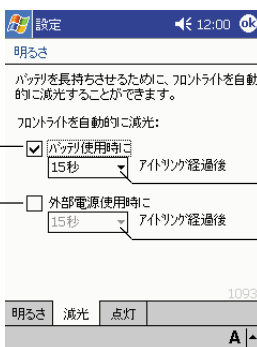 設定 12:00 ok
明るさ
バッテリを長持ちさせるために、フロントライトを自動
的に減光することができます。
フロントライトを自動的に減光:
バッテリ使用時に
15秒 アイドリング経過後
外部電源使用時に
15秒 アイドリング経過後
1093
明るさ 減光 点灯
A